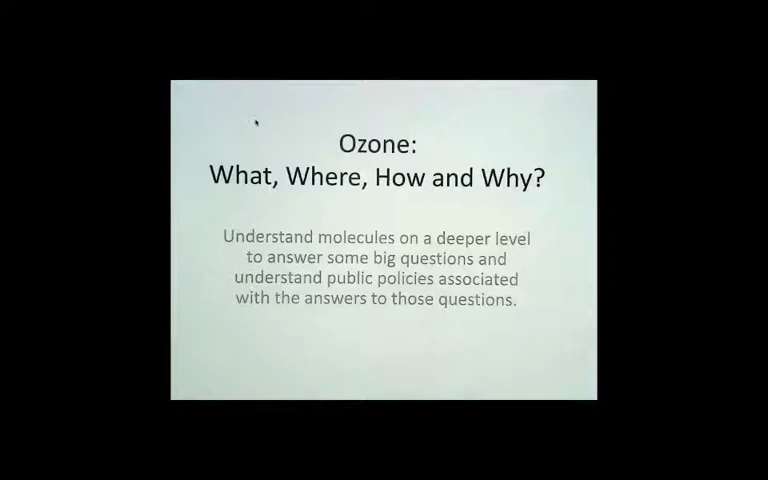 Ozone:
What, Where, How and Why?
Understand molecules on a deeper level
to answer some big questions and
understand public policies associated
with the answers to those questions.